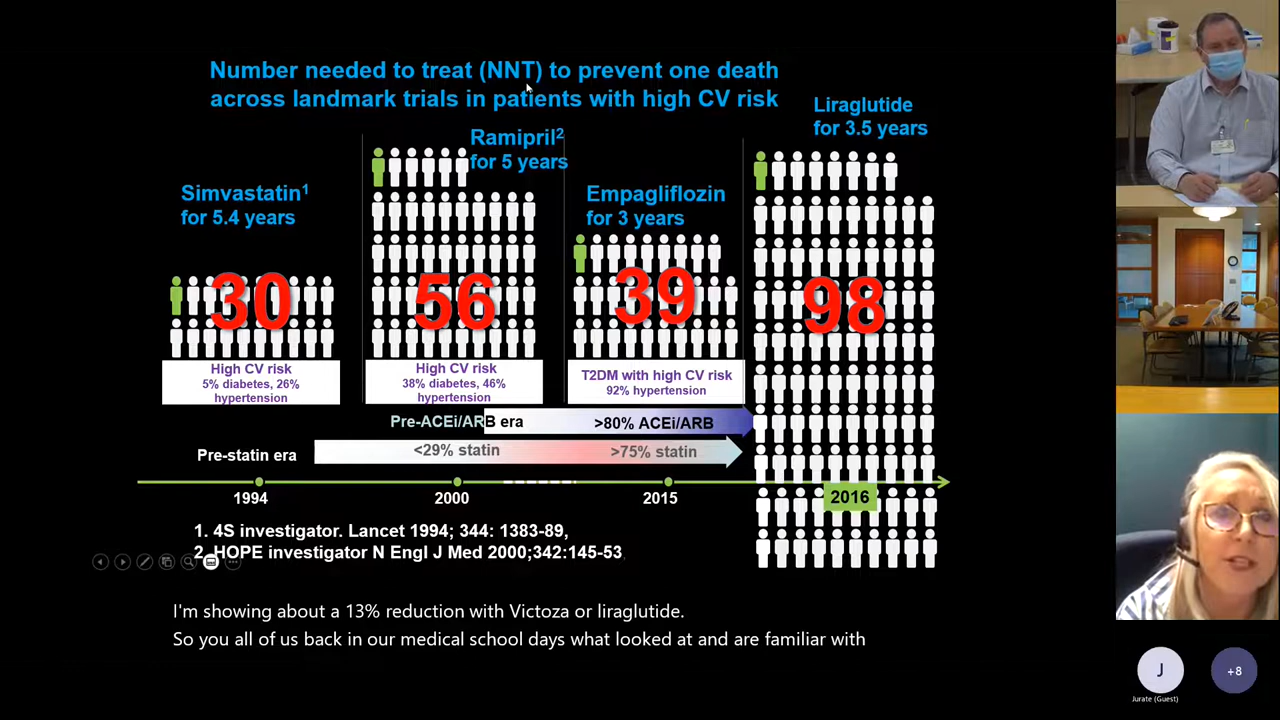 Number needed to treat (NNT) to prevent one death
across landmark trials in patients with high CV risk
Liraglutide
for 3.5 years
Ramipril²
for 5 years
Simvastatin¹
for 5.4 years
Empagliflozin
for 3 years
30
56
39
98
High CV risk
5% diabetes, 26%
hypertension
High CV risk
38% diabetes, 46%
hypertension
T2DM with high CV risk
92% hypertension
Pre-ACEi/ARB era
>80% ACEi/ARB
Pre-statin era
<29% statin
>75% statin
1994
2000
2015
2016
1. 4S investigator. Lancet 1994; 344: 1383-89,
2. HOPE investigator N Engl J Med 2000;342:145-53
I'm showing about a 13% reduction with Victoza or liraglutide.
So you all of us back in our medical school days what looked at and are familiar with
J
+8
Jurate (Guest)